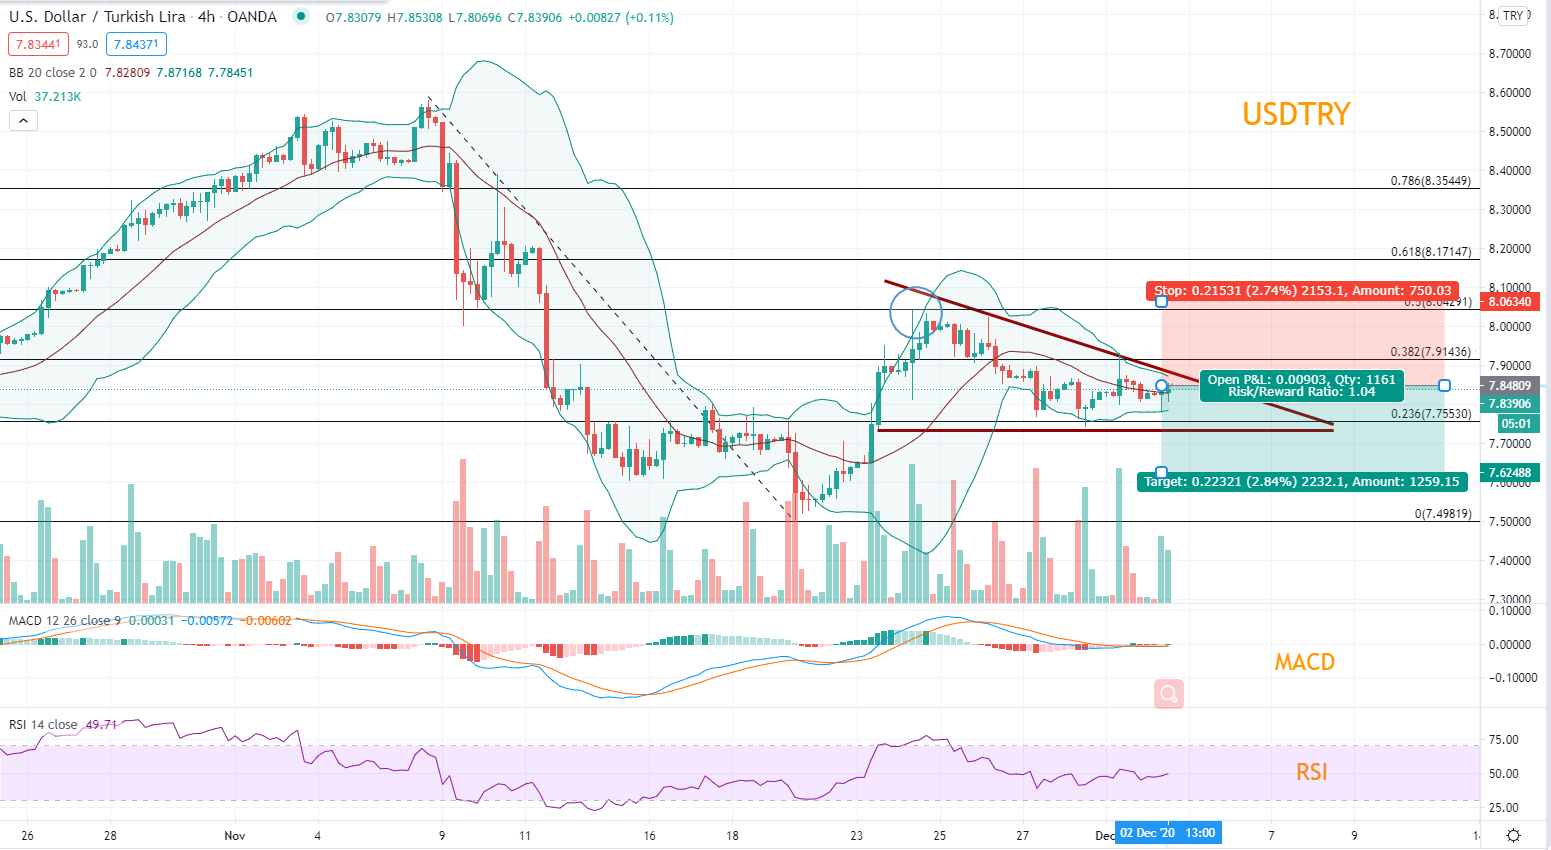 U.S. Dollar / Turkish Lira · 4h · OANDA O7.83079 H7.85308 L7.80696 C7.83906 +0.00827 (+0.11%)
7.83441 93.0 7.84371
BB 20 close 2 0 7.82809 7.87168 7.78451
Vol 37.213K
USDTRY
TRY
8.70000
8.60000
8.50000
8.40000
0.786(8.35449)
8.30000
0.618(8.17147)
8.20000
8.10000
Stop: 0.21531 (2.74%) 2153.1, Amount: 750.03
8.06340
8.00000
0.382(7.91436)
7.90000
Open P&L: 0.00903, Qty: 1161
Risk/Reward Ratio: 1.04
7.84809
7.83906
05:01
0.236(7.75530)
7.70000
7.62488
Target: 0.22321 (2.84%) 2232.1, Amount: 1259.15
7.60000
0(7.49819)
7.50000
7.40000
7.30000
MACD 12 26 close 9 0.00031 −0.00572 −0.00602
0.10000
0.00000
−0.10000
MACD
RSI 14 close 49.71
75.00
50.00
25.00
RSI
26 28 Nov 4 9 11 16 18 23 25 27 Dec 02 Dec '20 13:00 7 9